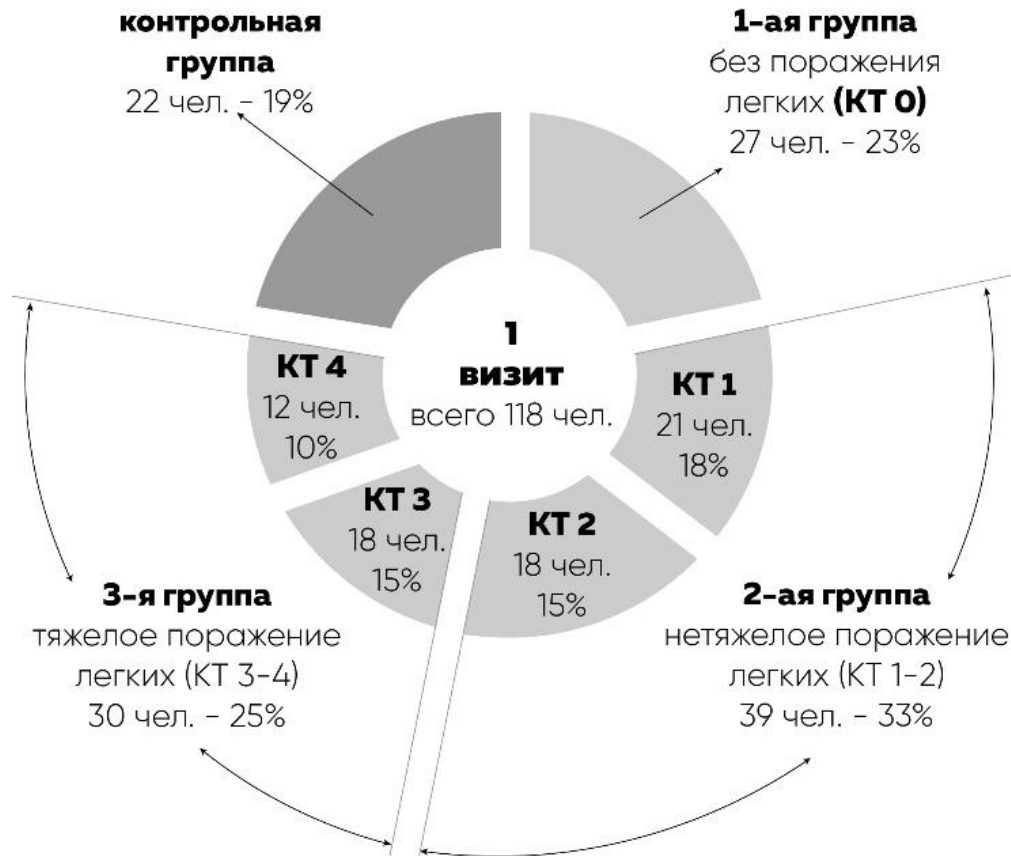 контрольная
группа
22 чел. – 19%
1-ая группа
без поражения
легких (КТ 0)
27 чел. – 23%
1
визит
всего 118 чел.
КТ 4
12 чел.
10%
КТ 1
21 чел.
18%
КТ 3
18 чел.
15%
КТ 2
18 чел.
15%
3-я группа
тяжелое поражение
легких (КТ 3-4)
30 чел. – 25%
2-ая группа
нетяжелое поражение
легких (КТ 1-2)
39 чел. – 33%